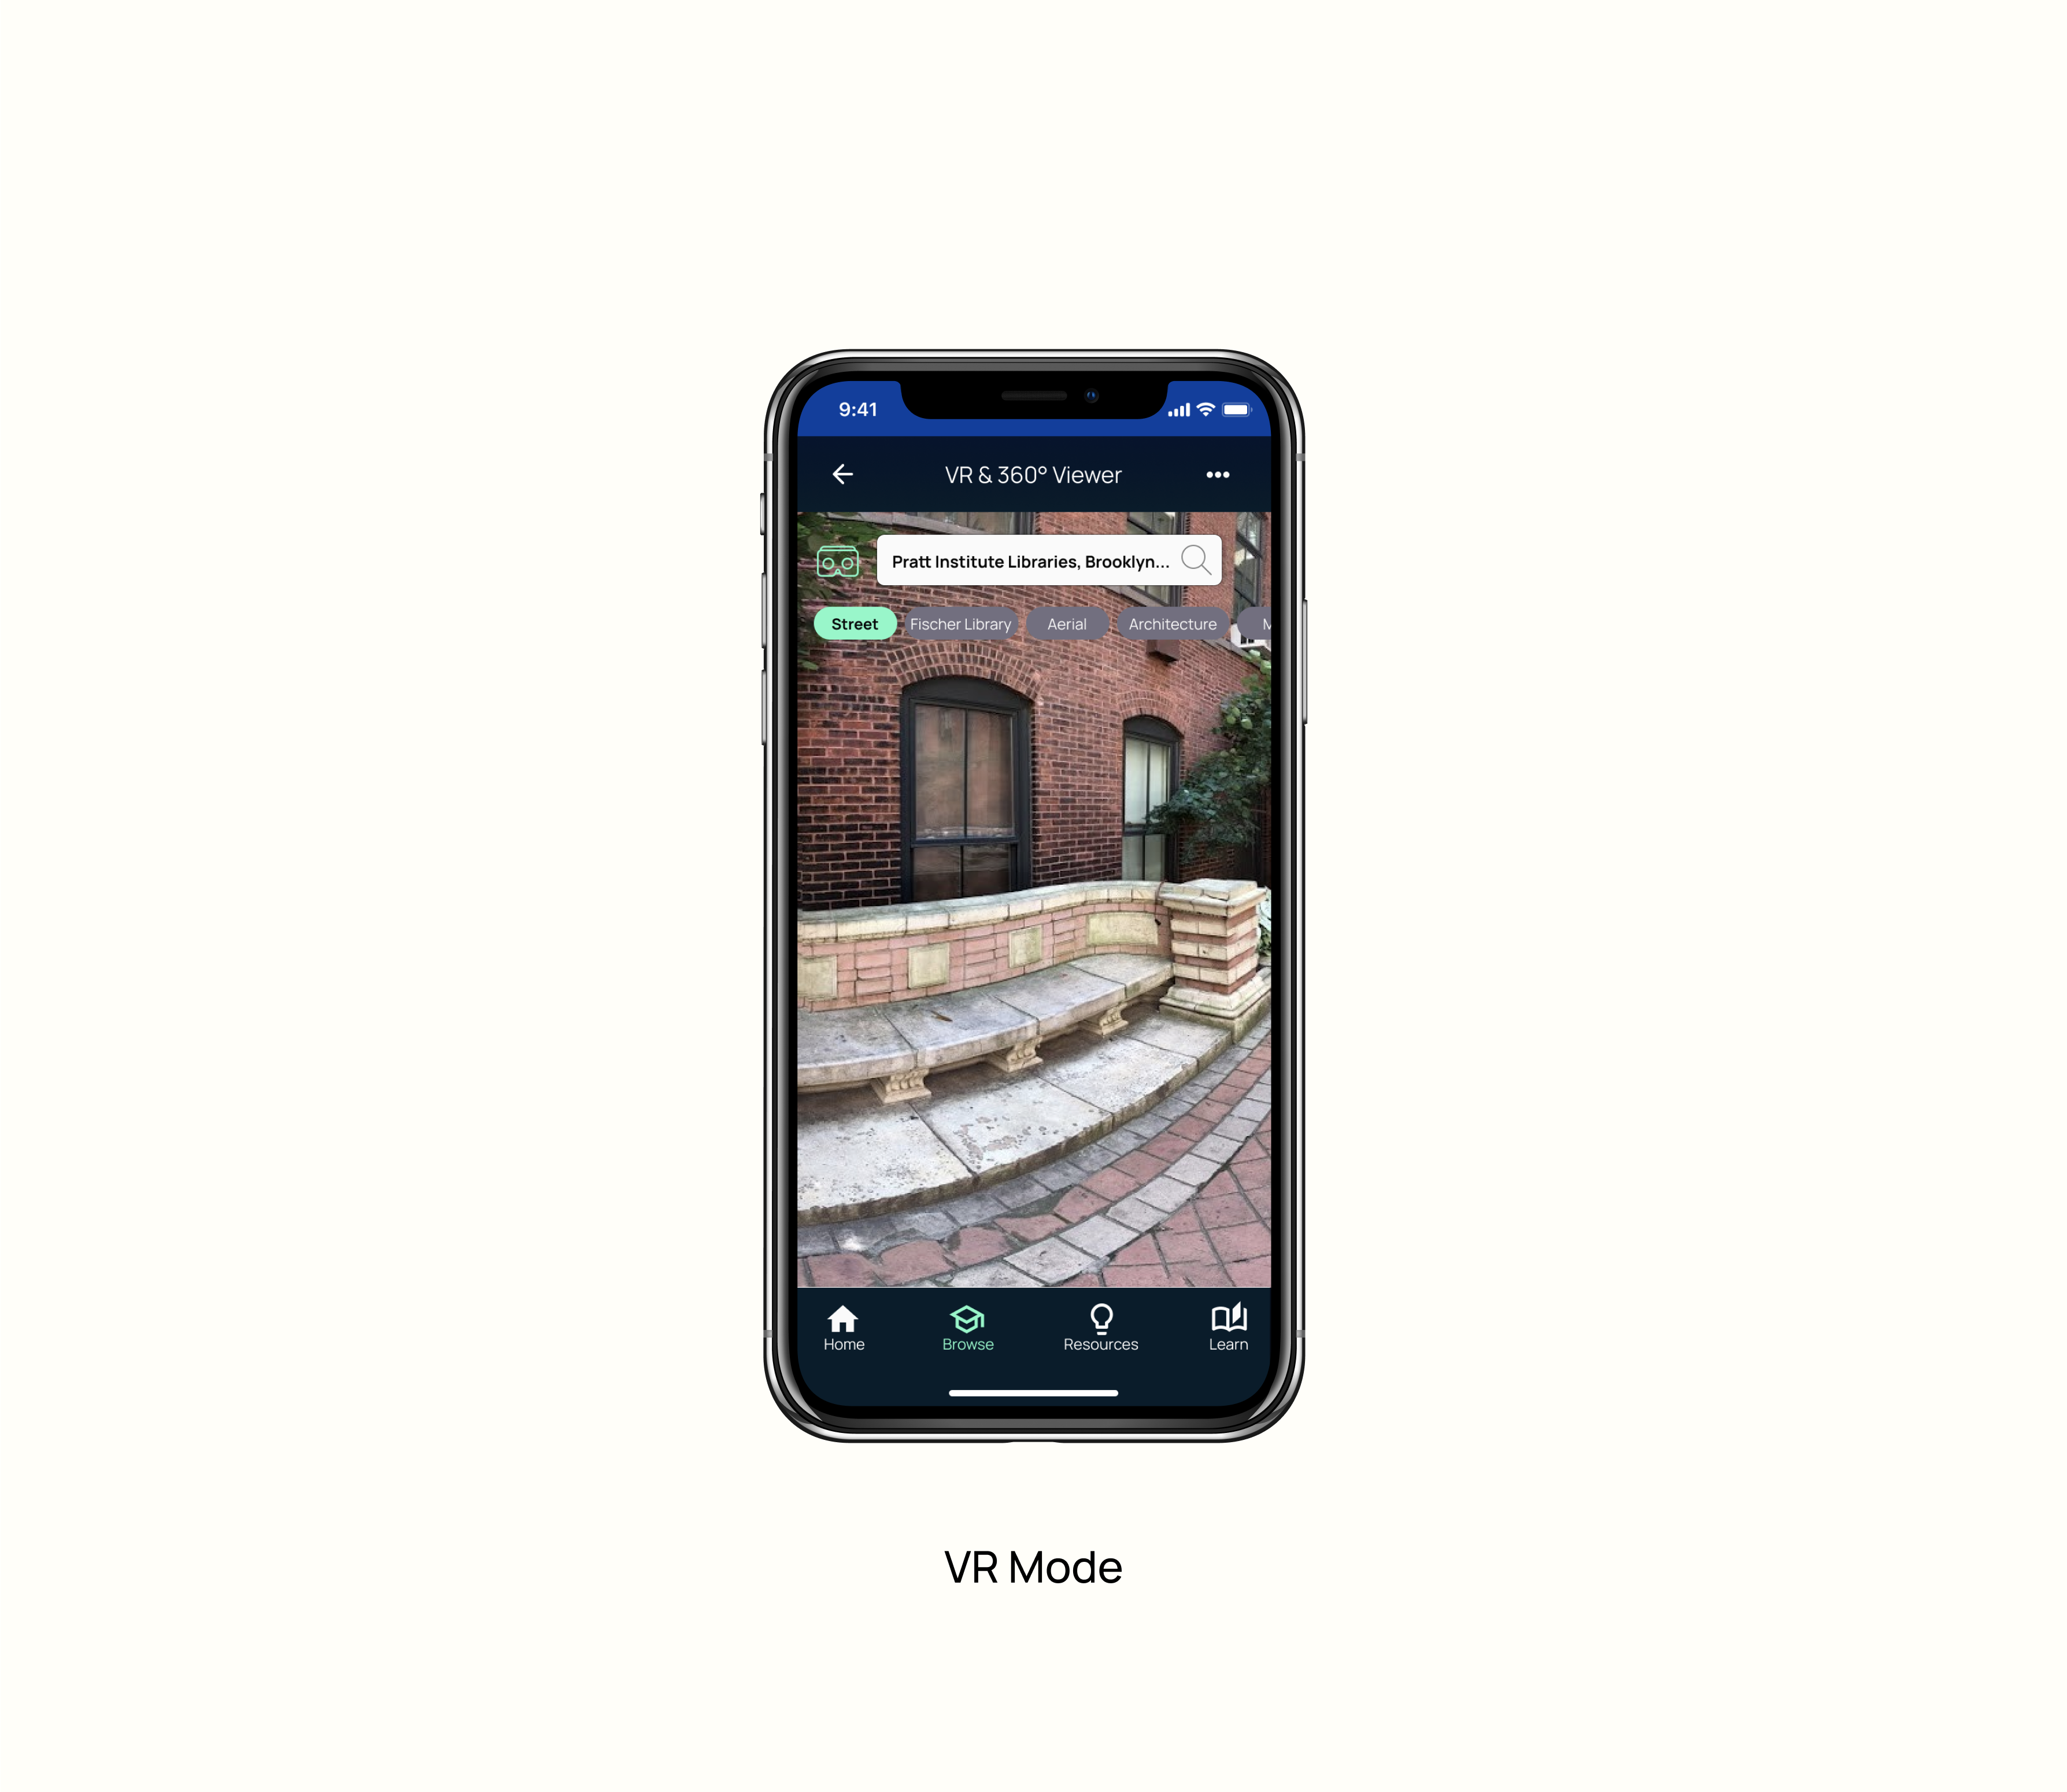 9:41
VR & 360° Viewer
Pratt Institute Libraries, Brooklyn...
Street Fischer Library Aerial Architecture M
Home Browse Resources Learn
VR Mode